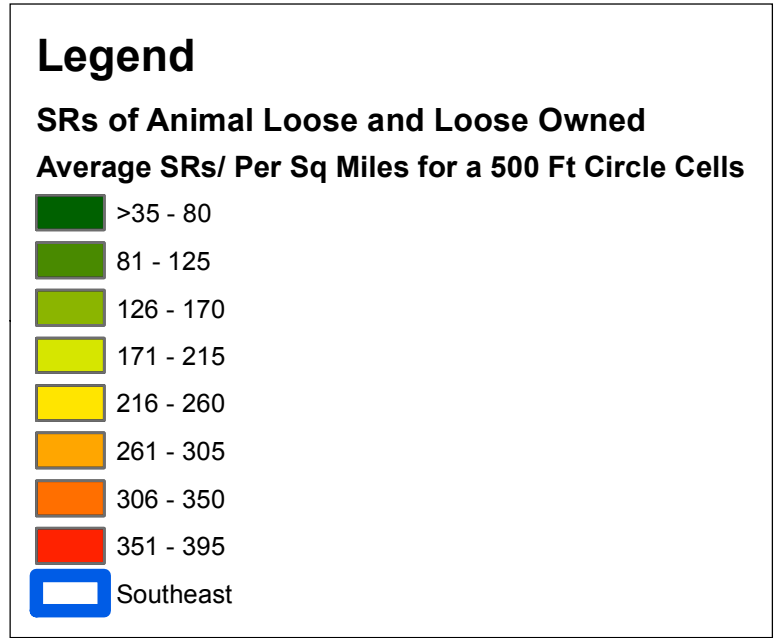 Legend
SRs of Animal Loose and Loose Owned
Average SRs/ Per Sq Miles for a 500 Ft Circle Cells
>35 - 80
81 - 125
126 - 170
171 - 215
216 - 260
261 - 305
306 - 350
351 - 395
Southeast